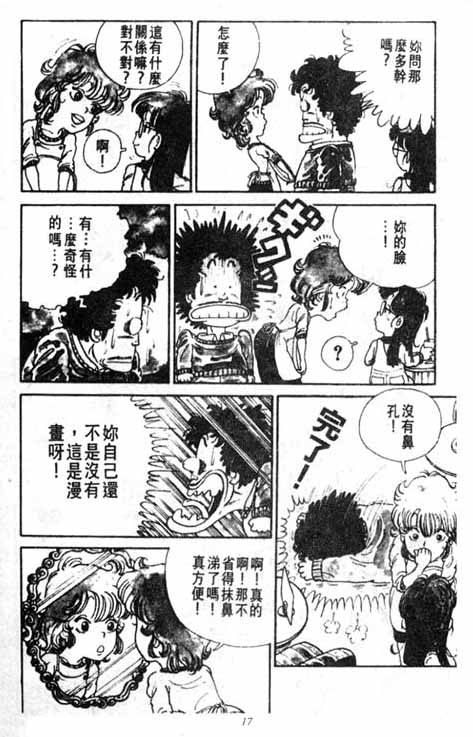 妳問那
麼多幹
嗎？
怎麼了！
這有什麼
關係嘛？
對不對？
啊！
妳的臉
…！
？
ギクッ
有…有什
…麼奇怪
的嗎…？
沒有鼻
孔！
完了！
妳自己還
不是沒有
，這是漫
畫呀！
啊！真的
啊！那不
省得抹鼻
涕了嗎！
真方便！
17